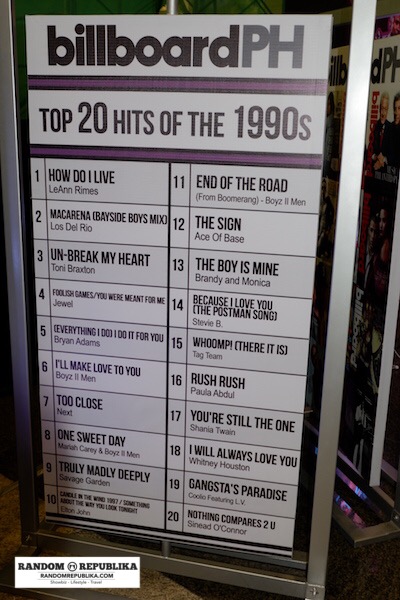 billboardPH
TOP 20 HITS OF THE 1990s
1 HOW DO I LIVE
LeAnn Rimes
2 MACARENA (BAYSIDE BOYS MIX)
Los Del Rio
3 UN-BREAK MY HEART
Toni Braxton
4 FOOLISH GAMES/YOU WERE MEANT FOR ME
Jewel
5 (EVERYTHING I DO) I DO IT FOR YOU
Bryan Adams
6 I'LL MAKE LOVE TO YOU
Boyz II Men
7 TOO CLOSE
Next
8 ONE SWEET DAY
Mariah Carey & Boyz II Men
9 TRULY MADLY DEEPLY
Savage Garden
10 CANDLE IN THE WIND 1997 / SOMETHING
ABOUT THE WAY YOU LOOK TONIGHT
Elton John
11 END OF THE ROAD
(From Boomerang) - Boyz II Men
12 THE SIGN
Ace Of Base
13 THE BOY IS MINE
Brandy and Monica
14 BECAUSE I LOVE YOU
(THE POSTMAN SONG)
Stevie B.
15 WHOOMP! (THERE IT IS)
Tag Team
16 RUSH RUSH
Paula Abdul
17 YOU'RE STILL THE ONE
Shania Twain
18 I WILL ALWAYS LOVE YOU
Whitney Houston
19 GANGSTA'S PARADISE
Coolio Featuring L.V.
20 NOTHING COMPARES 2 U
Sinead O'Connor
billboardPH
RANDOM R REPUBLIKA
RANDOMREPUBLIKA.COM
Showbiz - Lifestyle - Travel